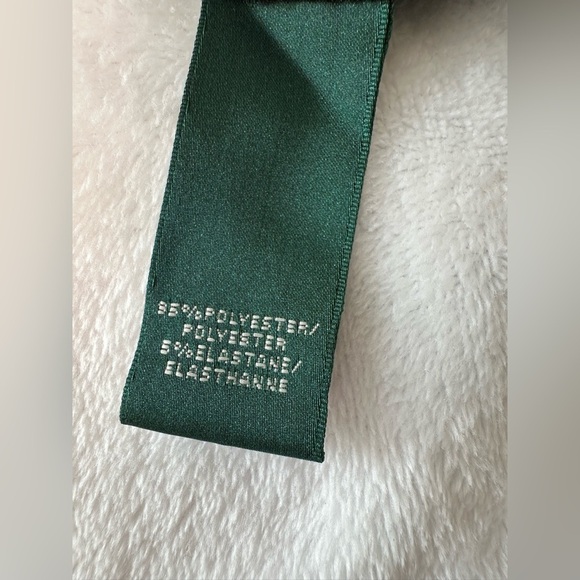 95%POLYESTER/
POLYESTER
5%ELASTANE/
ELASTHANNE